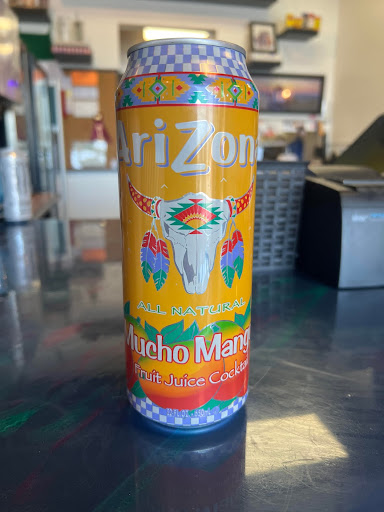 AriZon
ALL NATURAL
Mucho Mang
Fruit Juice Cockta